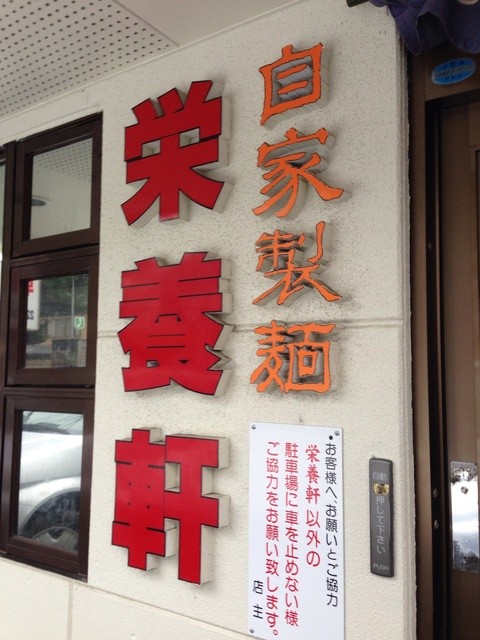 自家製麺
栄養軒
・お客様へ、お願いとご協力
栄養軒以外の
駐車場に車を止めない様
ご協力をお願い致します。
店主
自動
押して下さい
PUSH